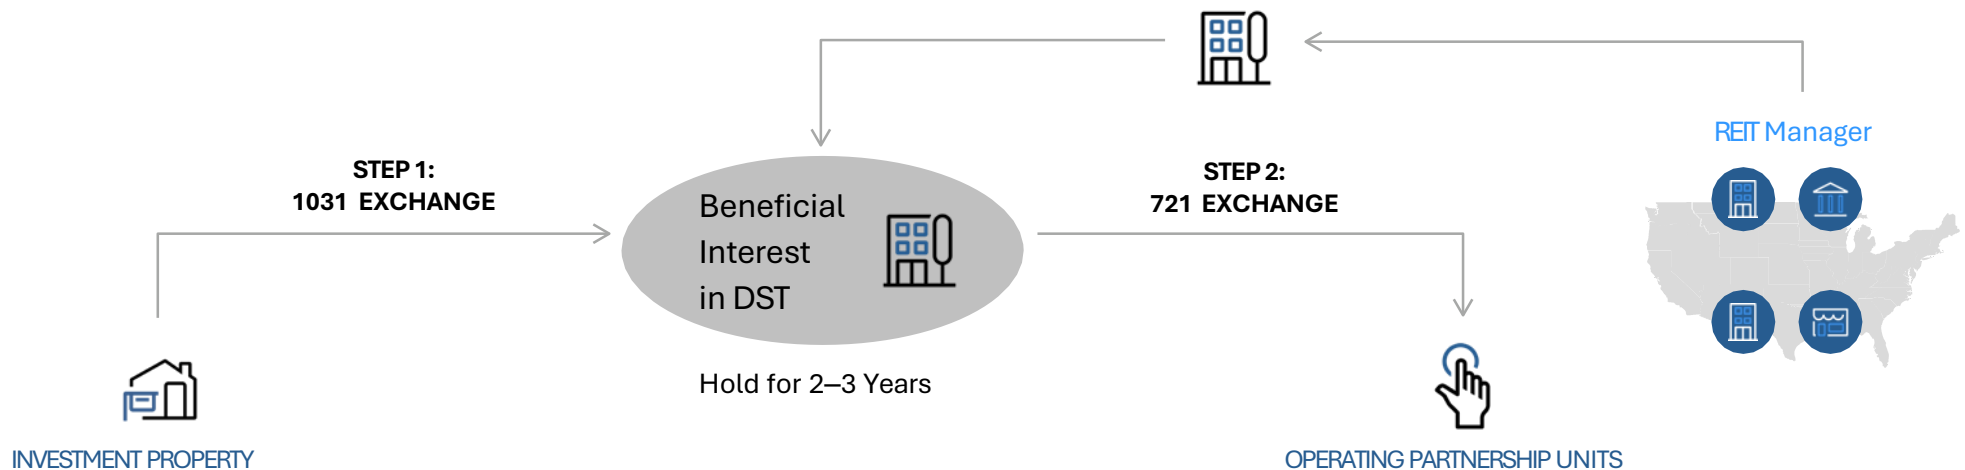 REIT Manager
STEP 1:
1031 EXCHANGE
Beneficial
Interest
in DST
Hold for 2–3 Years
STEP 2:
721 EXCHANGE
INVESTMENT PROPERTY
OPERATING PARTNERSHIP UNITS